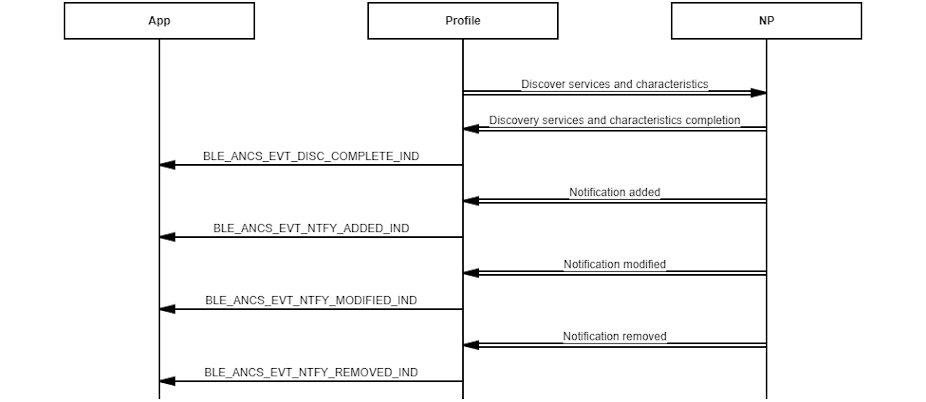 App
Profile
NP
Discover services and characteristics
Discovery services and characteristics completion
BLE_ANCS_EVT_DISC_COMPLETE_IND
Notification added
BLE_ANCS_EVT_NTFY_ADDED_IND
Notification modified
BLE_ANCS_EVT_NTFY_MODIFIED_IND
Notification removed
BLE_ANCS_EVT_NTFY_REMOVED_IND